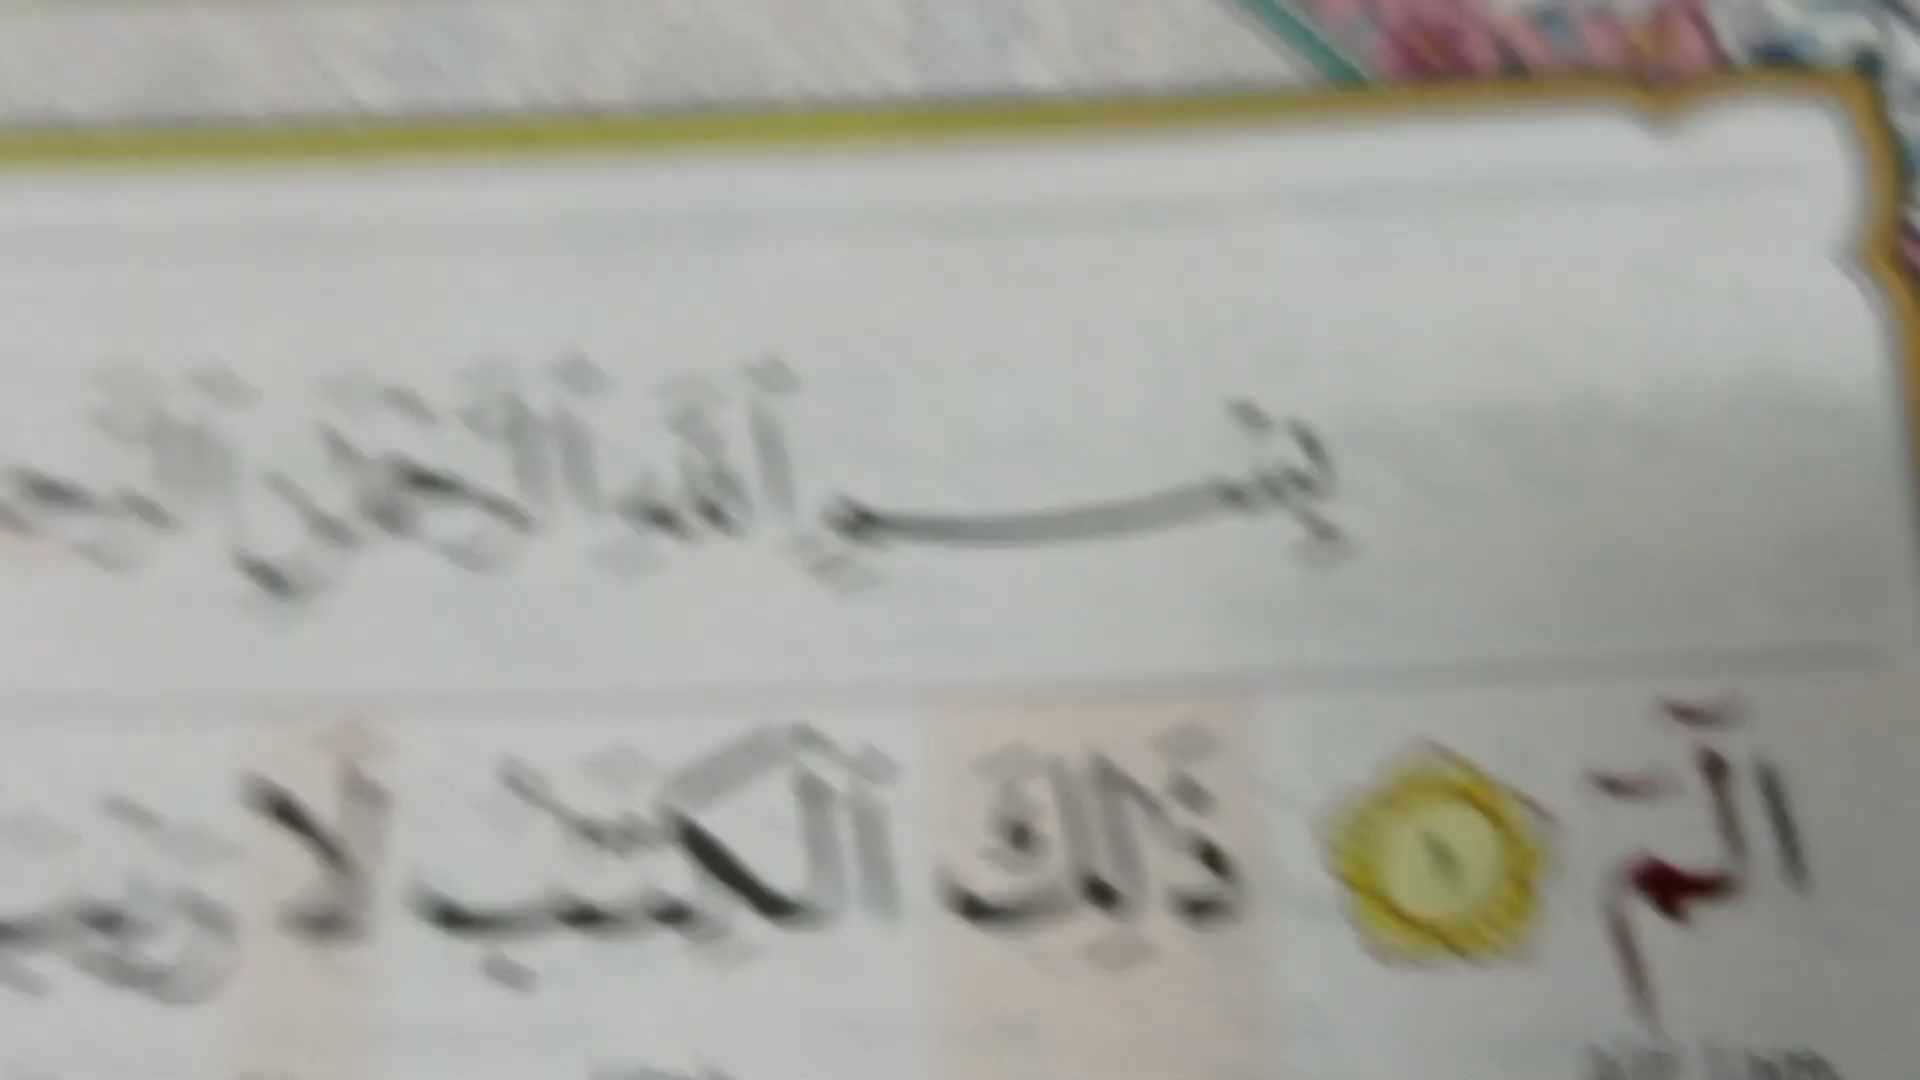 بِسْمِ ٱللَّهِ ٱلرَّحْمَٰنِ
الٓمٓ ١ ذَٰلِكَ ٱلْكِتَٰبُ لَا